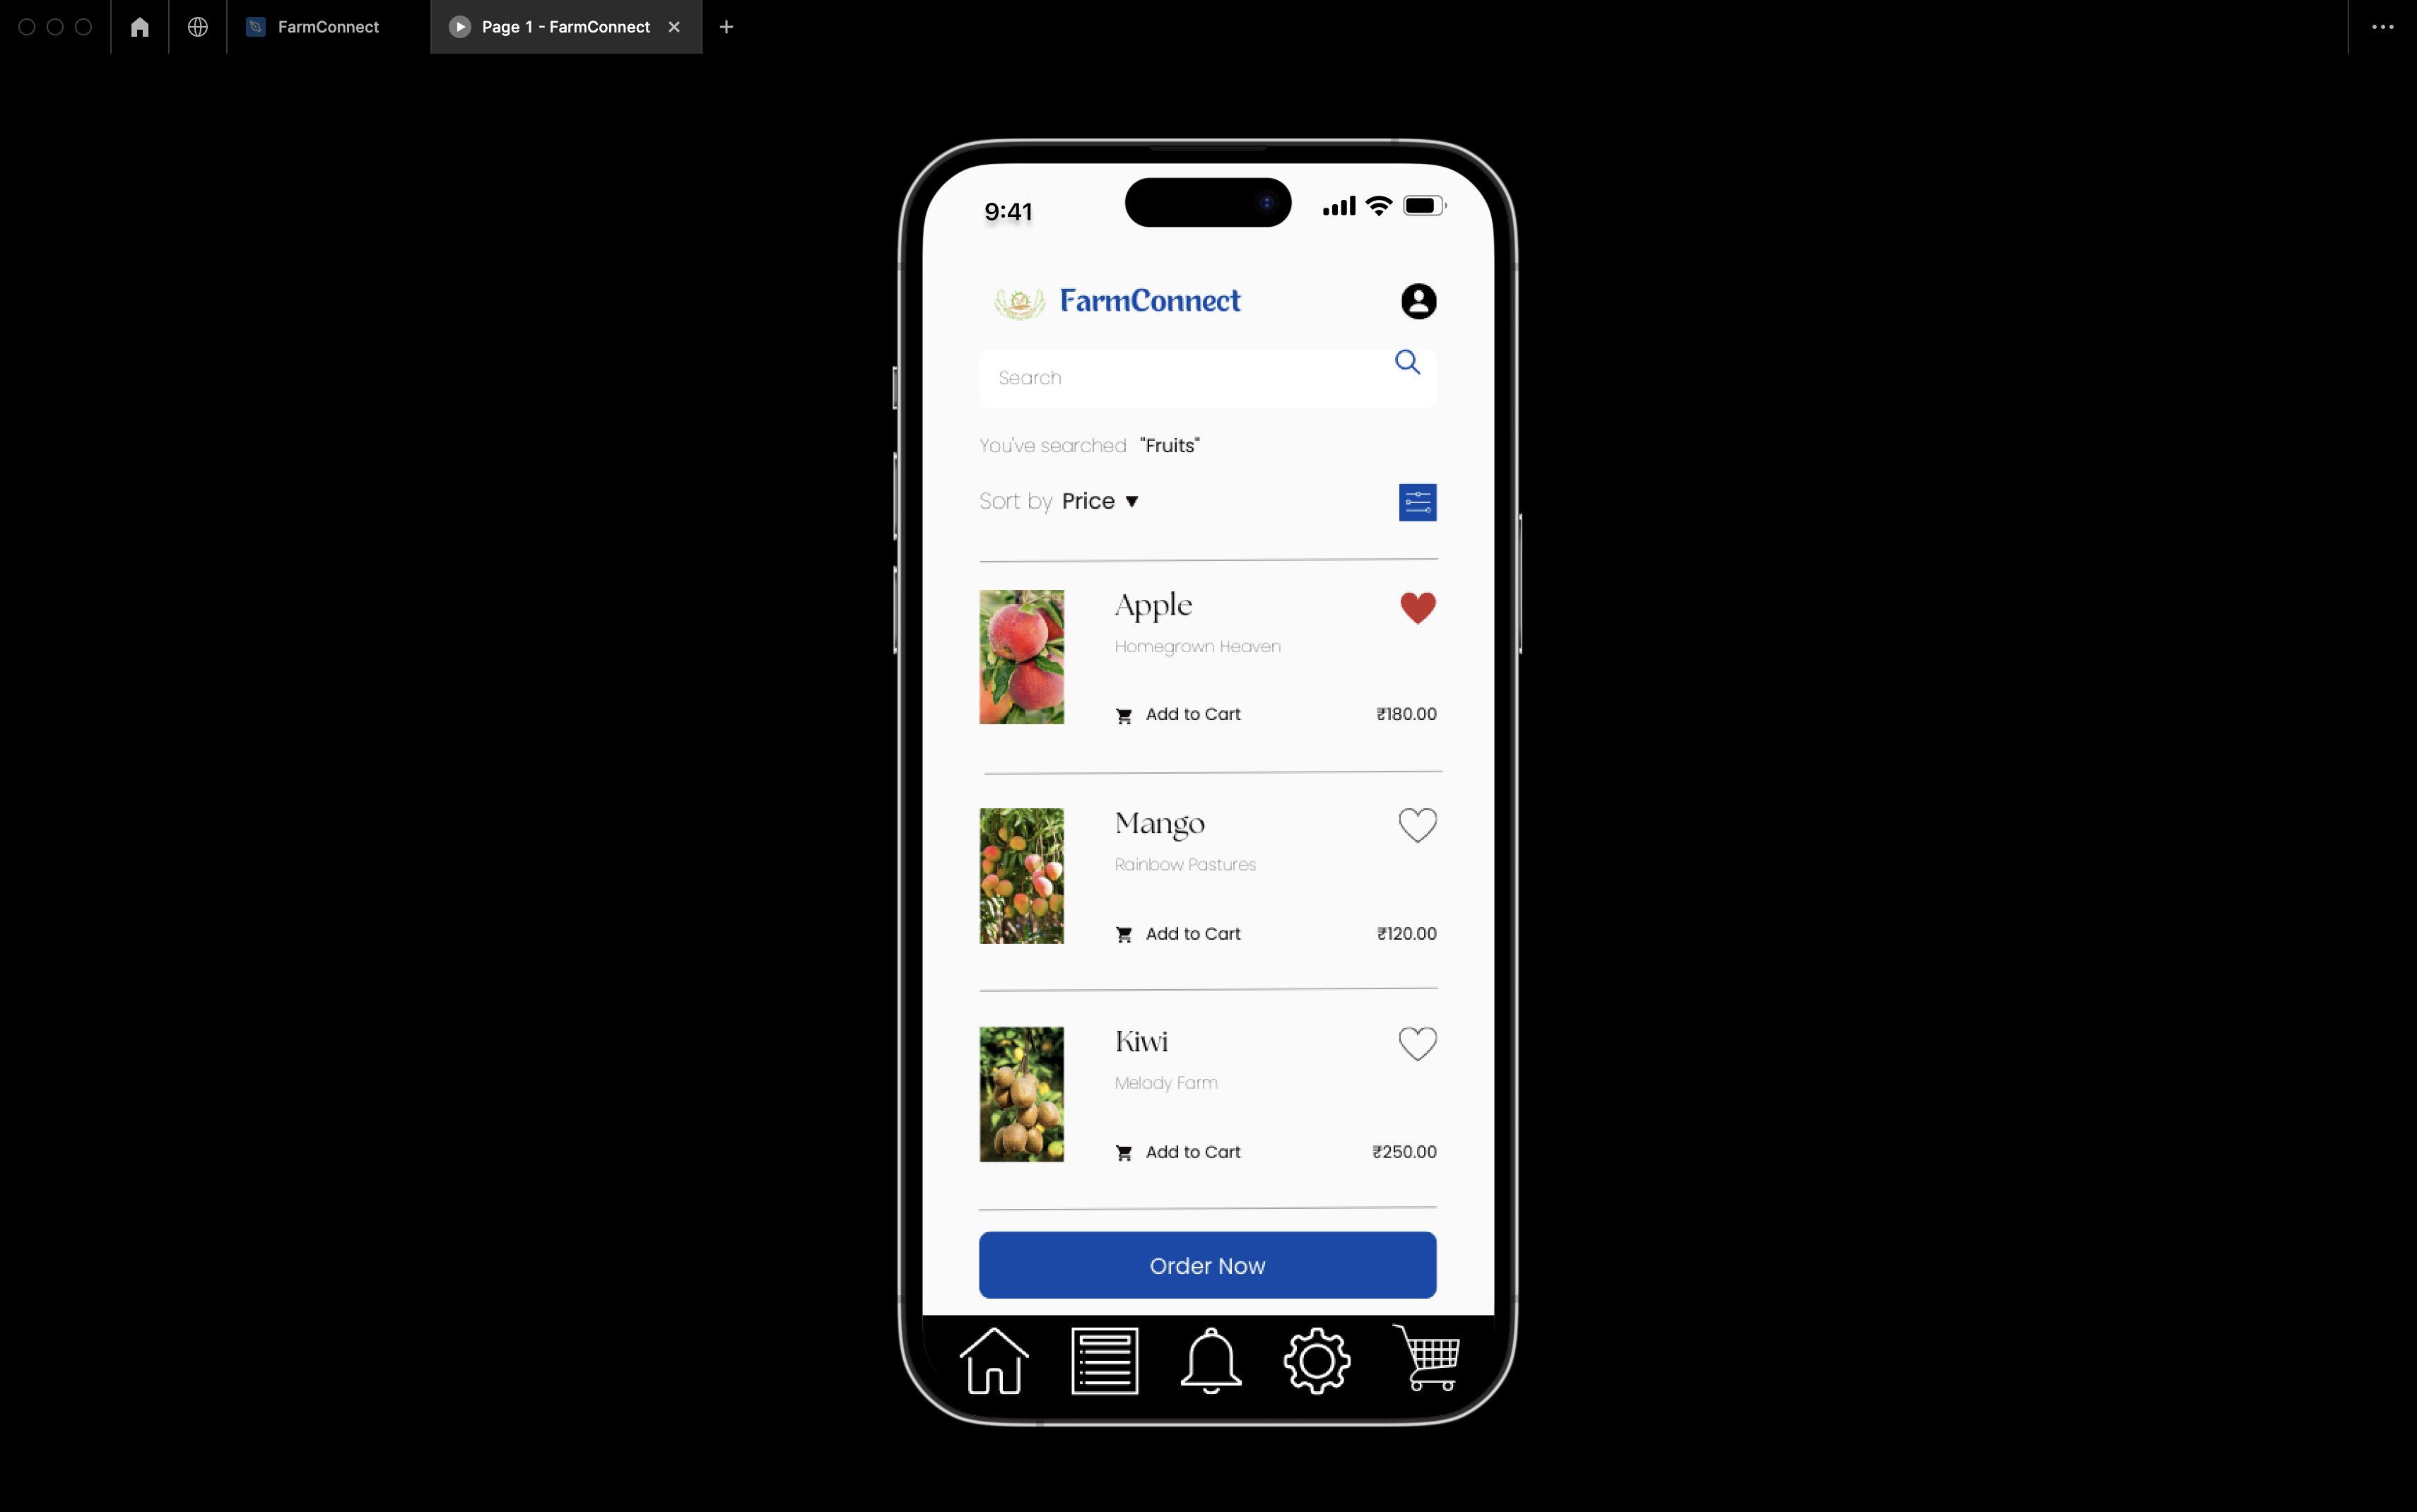 FarmConnect
Page 1 - FarmConnect
9:41
FarmConnect
Search
You've searched "Fruits"
Sort by Price ▼
Apple
Homegrown Heaven
Add to Cart ₹180.00
Mango
Rainbow Pastures
Add to Cart ₹120.00
Kiwi
Melody Farm
Add to Cart ₹250.00
Order Now